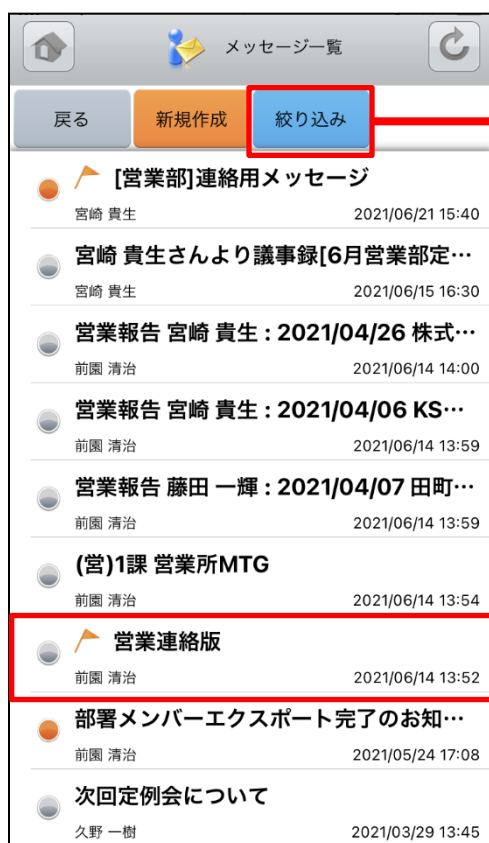 メッセージ一覧
戻る 新規作成 絞り込み
[営業部]連絡用メッセージ
宮崎 貴生 2021/06/21 15:40
宮崎 貴生さんより議事録[6月営業部定…
宮崎 貴生 2021/06/15 16:30
営業報告 宮崎 貴生 : 2021/04/26 株式…
前園 清治 2021/06/14 14:00
営業報告 宮崎 貴生 : 2021/04/06 KS…
前園 清治 2021/06/14 13:59
営業報告 藤田 一輝 : 2021/04/07 田町…
前園 清治 2021/06/14 13:59
(営)1課 営業所MTG
前園 清治 2021/06/14 13:54
営業連絡版
前園 清治 2021/06/14 13:52
部署メンバーエクスポート完了のお知…
前園 清治 2021/05/24 17:08
次回定例会について
久野 一樹 2021/03/29 13:45